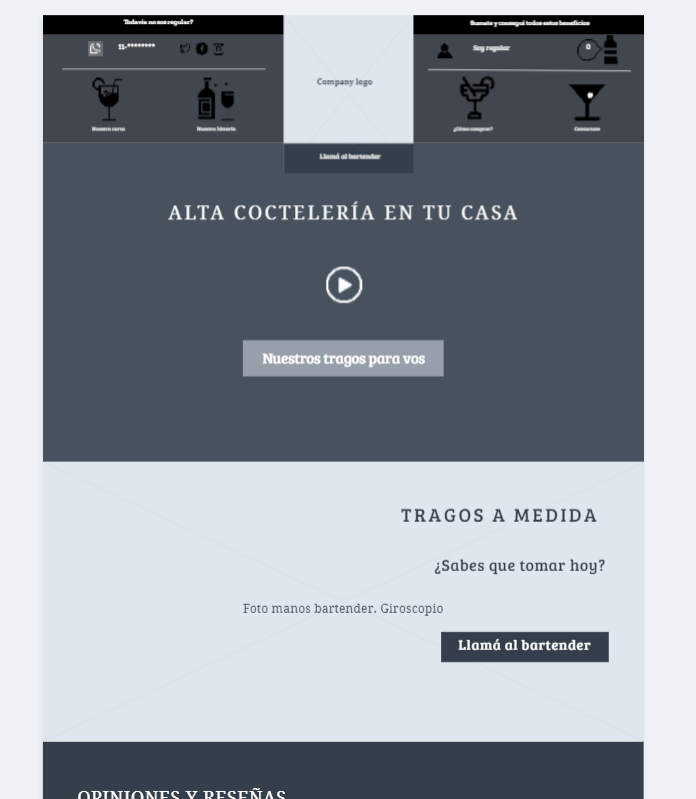 Todavía no sos regular?
Sumate y conseguí todos estos beneficios
11-********
Soy regular
0
Company logo
Nuestra carta
Nuestra historia
¿Cómo comprar?
Contactate
Llamá al bartender
ALTA COCTELERÍA EN TU CASA
Nuestros tragos para vos
TRAGOS A MEDIDA
¿Sabes que tomar hoy?
Foto manos bartender. Giroscopio
Llamá al bartender
OPINIONES Y RESEÑAS